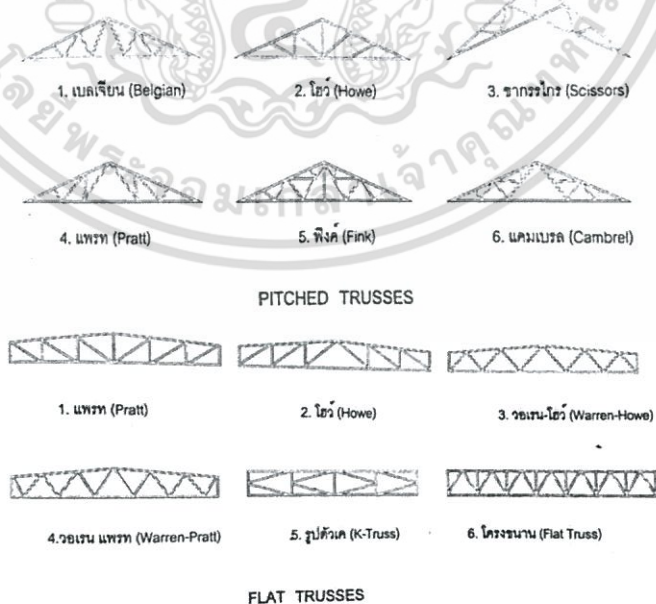 1. เบลเจียน (Belgian)
2. โฮว์ (Howe)
3. ขากรรไกร (Scissors)
4. แพรท (Pratt)
5. ฟิงค์ (Fink)
6. แคมเบรล (Cambrel)
PITCHED TRUSSES
1. แพรท (Pratt)
2. โฮว์ (Howe)
3. วอเรน-โฮว์ (Warren-Howe)
4.วอเรน แพรท (Warren-Pratt)
5. รูปตัวเค (K-Truss)
6. โครงขนาน (Flat Truss)
FLAT TRUSSES